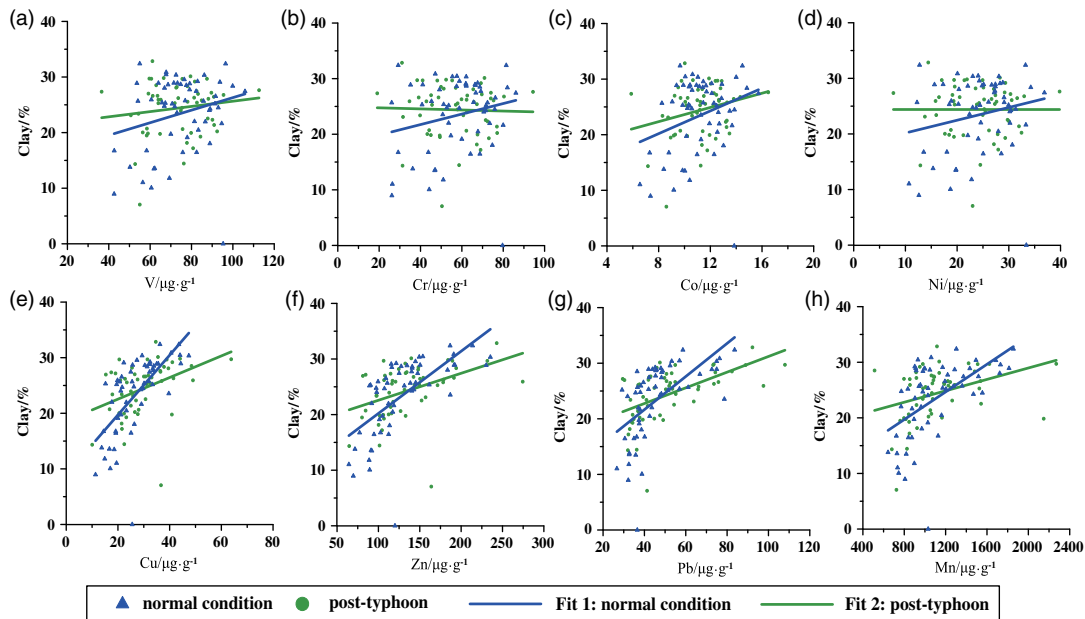 (a) (b) (c) (d)
40 40 40 40
30 30 30 30
20 20 20 20
10 10 10 10
0 0 0 0
Clay/% Clay/% Clay/% Clay/%
20 40 60 80 100 120 0 20 40 60 80 100 4 8 12 16 20 0 10 20 30 40
V/μg·g⁻¹ Cr/μg·g⁻¹ Co/μg·g⁻¹ Ni/μg·g⁻¹
(e) (f) (g) (h)
40 40 40 40
30 30 30 30
20 20 20 20
10 10 10 10
0 0 0 0
Clay/% Clay/% Clay/% Clay/%
0 20 40 60 80 50 100 150 200 250 300 20 40 60 80 100 120 400 800 1200 1600 2000 2400
Cu/μg·g⁻¹ Zn/μg·g⁻¹ Pb/μg·g⁻¹ Mn/μg·g⁻¹
normal condition post-typhoon Fit 1: normal condition Fit 2: post-typhoon